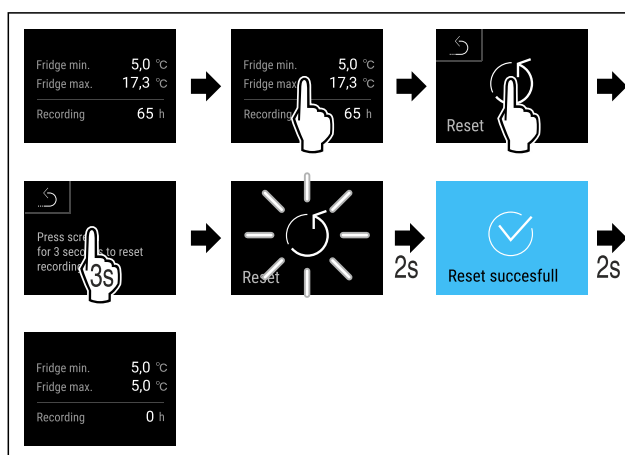 Fridge min. 5,0 °C
Fridge max. 17,3 °C
Recording 65 h
Fridge min. 5,0 °C
Fridge max 17,3 °C
Recording 65 h
Reset
Press scre
for 3 seconds to reset
recording
3s
Reset
2s
Reset succesfull
2s
Fridge min. 5,0 °C
Fridge max. 5,0 °C
Recording 0 h